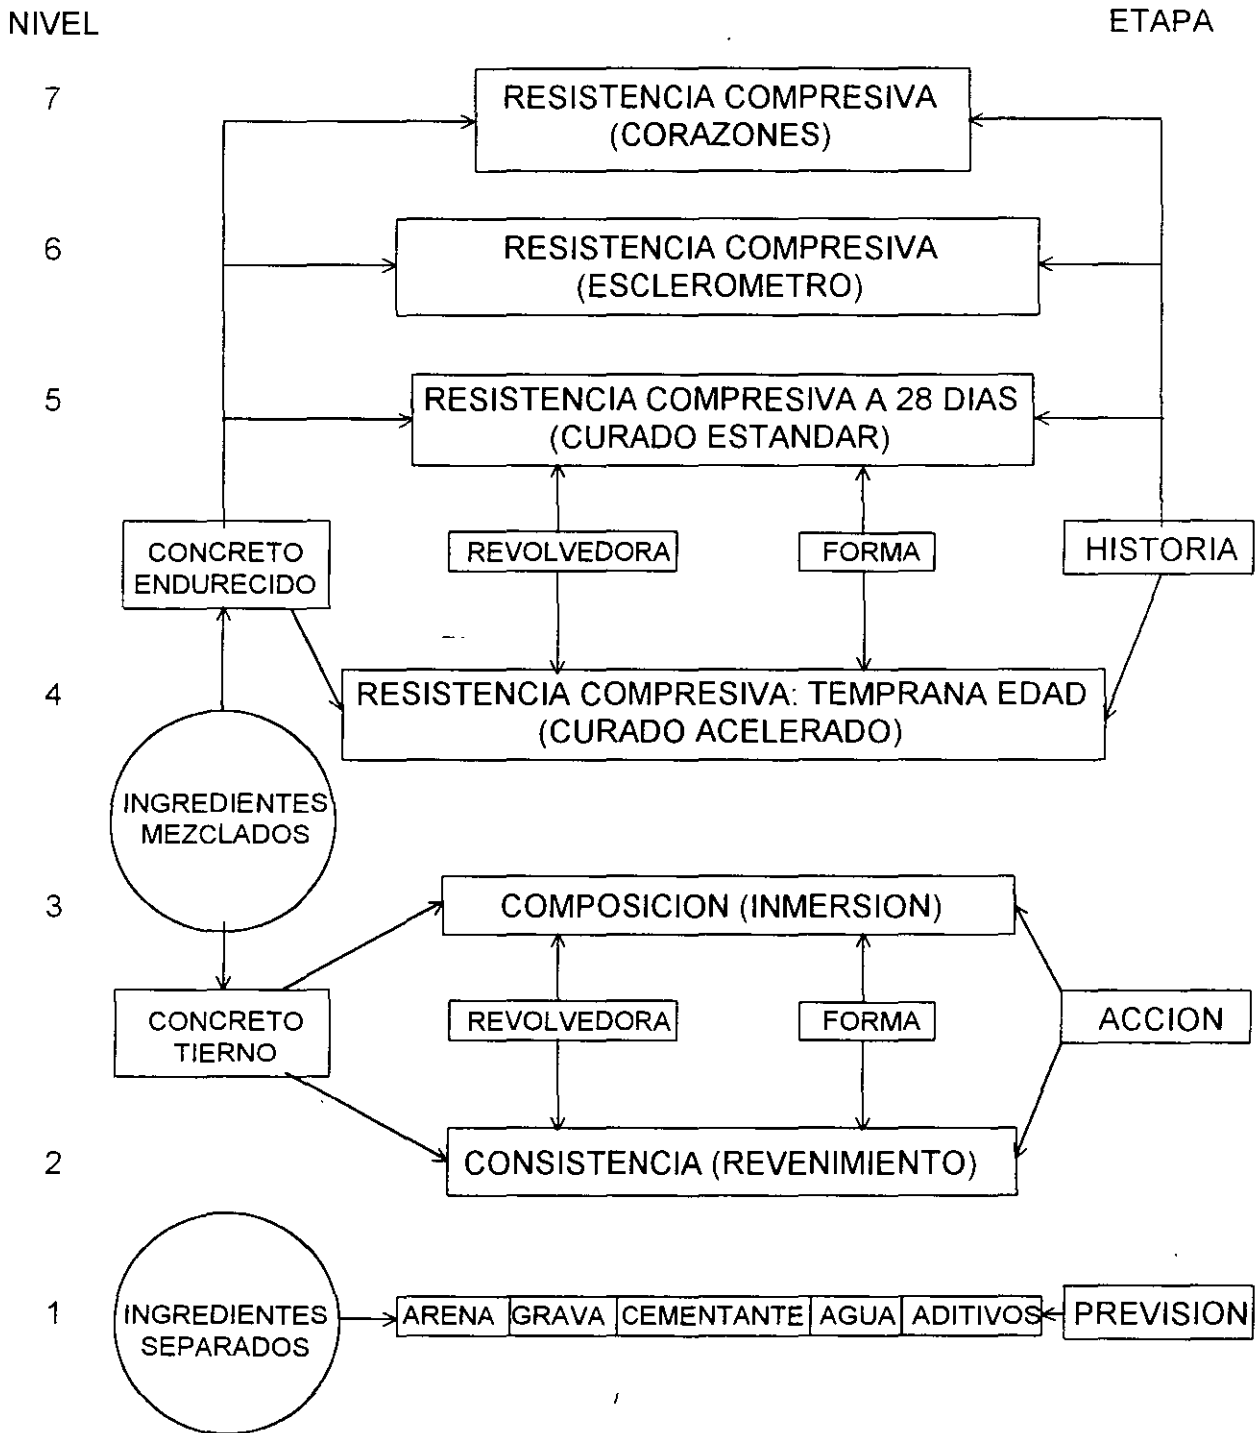 NIVEL
ETAPA
7
RESISTENCIA COMPRESIVA
(CORAZONES)
6
RESISTENCIA COMPRESIVA
(ESCLEROMETRO)
5
RESISTENCIA COMPRESIVA A 28 DIAS
(CURADO ESTANDAR)
CONCRETO
ENDURECIDO
REVOLVEDORA
FORMA
HISTORIA
4
RESISTENCIA COMPRESIVA: TEMPRANA EDAD
(CURADO ACELERADO)
INGREDIENTES
MEZCLADOS
3
COMPOSICION (INMERSION)
CONCRETO
TIERNO
REVOLVEDORA
FORMA
ACCION
2
CONSISTENCIA (REVENIMIENTO)
1
INGREDIENTES
SEPARADOS
ARENA GRAVA CEMENTANTE AGUA ADITIVOS
PREVISION